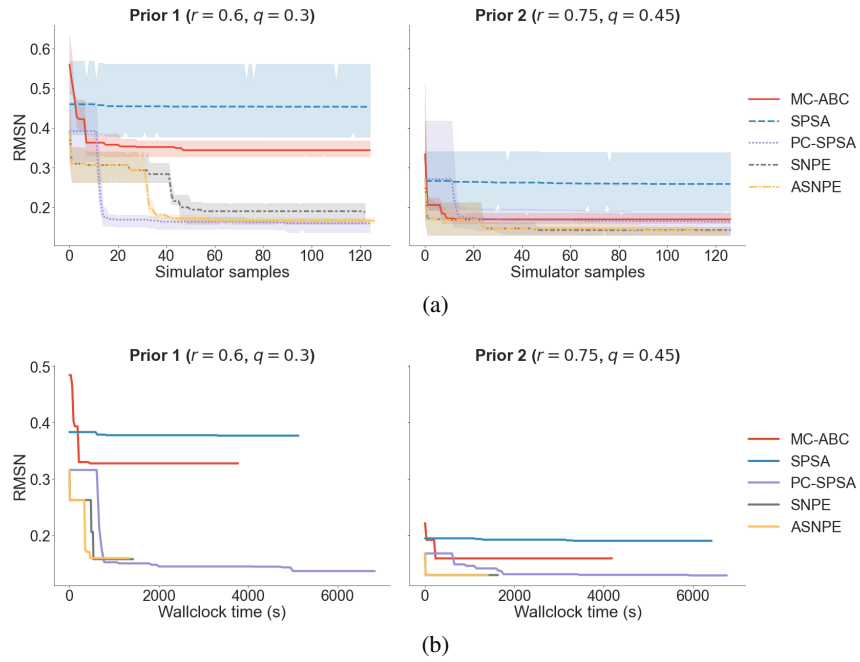 Prior 1 (r = 0.6, q = 0.3)
Prior 2 (r = 0.75, q = 0.45)
0.6
0.5
0.4
0.3
0.2
RMSN
0 20 40 60 80 100 120
0 20 40 60 80 100 120
Simulator samples
Simulator samples
MC-ABC
SPSA
PC-SPSA
SNPE
ASNPE
(a)
Prior 1 (r = 0.6, q = 0.3)
Prior 2 (r = 0.75, q = 0.45)
0.5
0.4
0.3
0.2
RMSN
0 2000 4000 6000
0 2000 4000 6000
Wallclock time (s)
Wallclock time (s)
MC-ABC
SPSA
PC-SPSA
SNPE
ASNPE
(b)